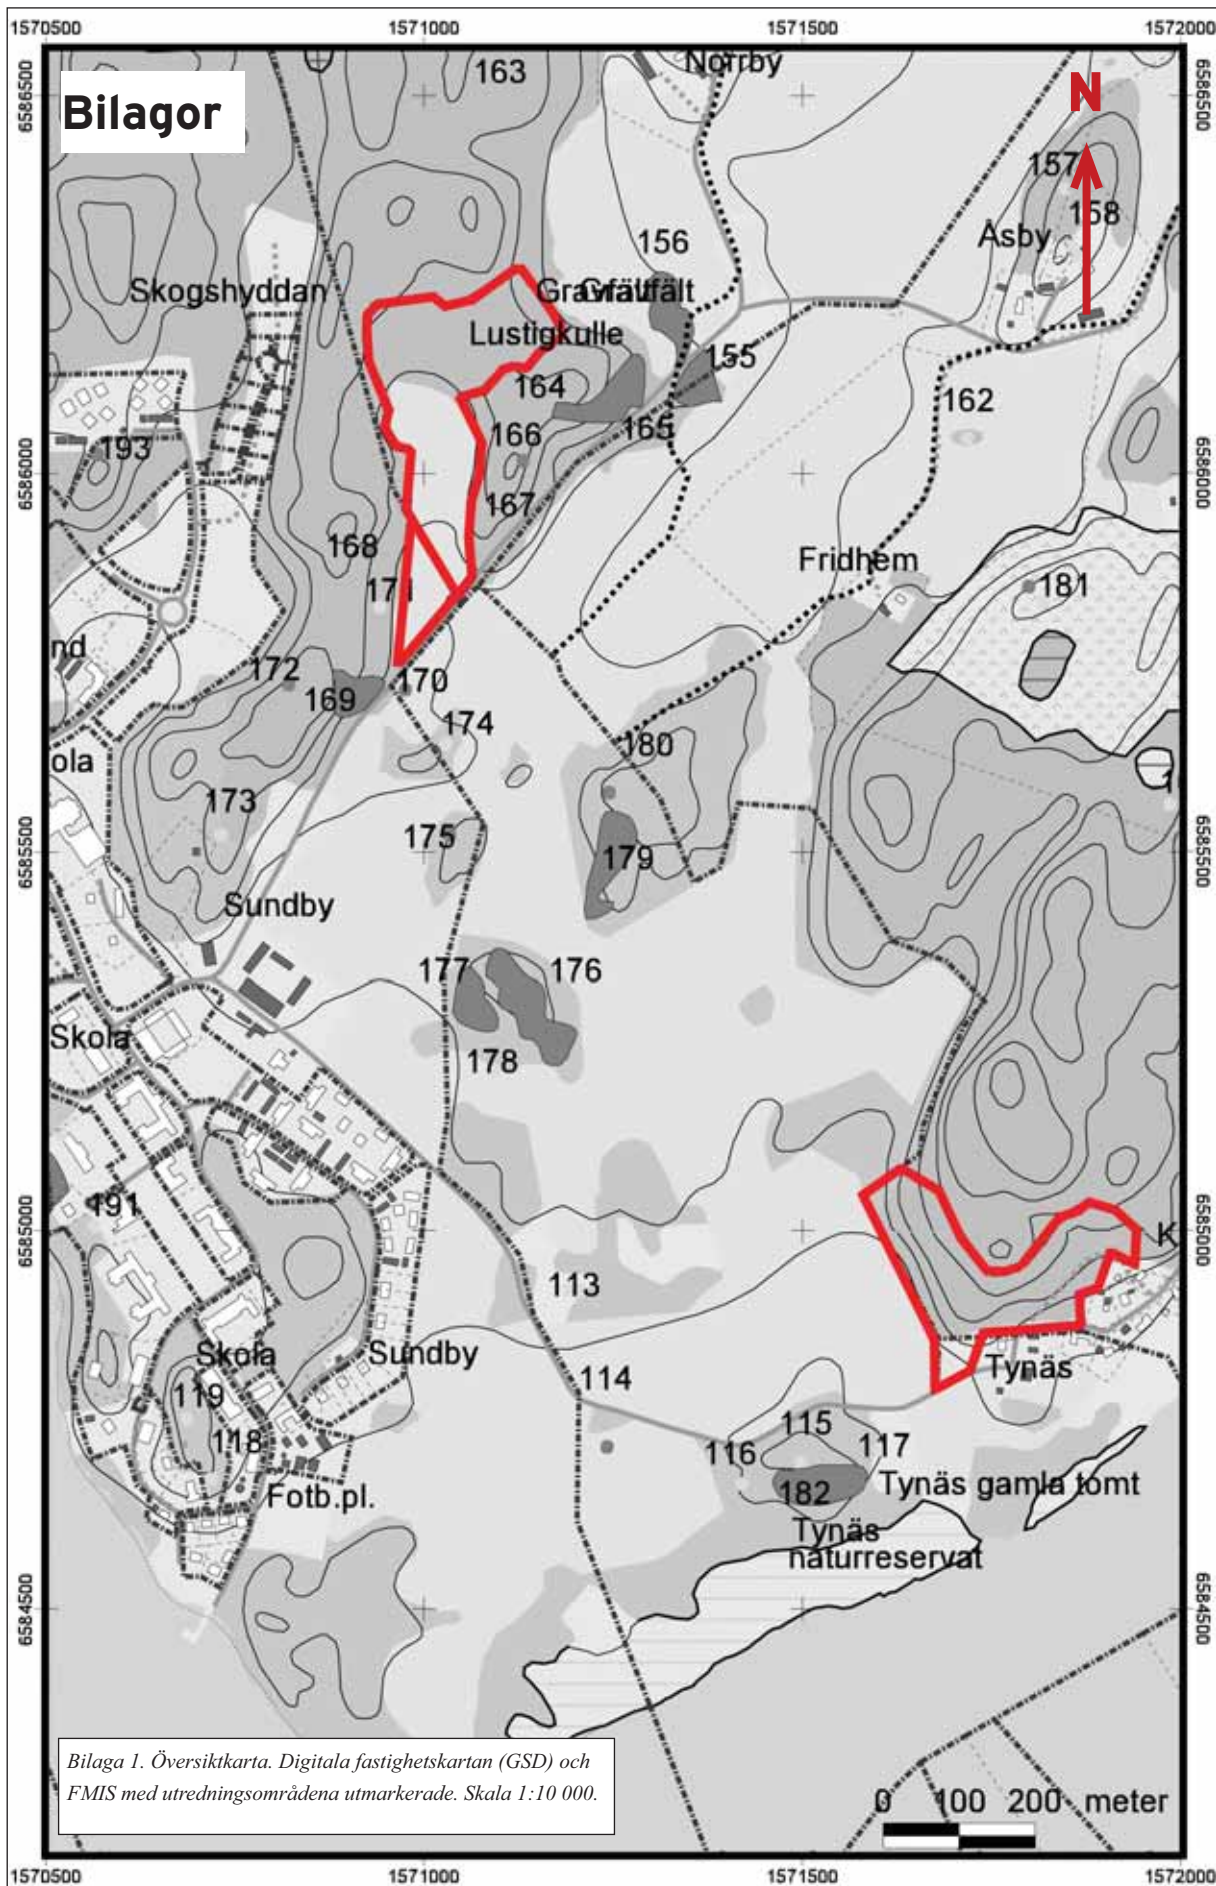 1570500 1571000 1571500 1572000
Bilagor
N
6586500
6586500
163
Norrby
157
158
Åsby
156
Skogshyddan
Gravfält
Gravfält
Lustigkulle
155
164
162
193
166
165
6586000
6586000
167
168
Fridhem
171
181
nd
172
170
169
174
180
ola
173
175
179
6585500
6585500
Sundby
177
176
Skola
178
191
6585000
6585000
K
113
Skola
Sundby
Tynäs
114
119
115
118
116
117
Fotb.pl.
182
Tynäs gamla tomt
Tynäs
naturreservat
6584500
6584500
Bilaga 1. Översiktkarta. Digitala fastighetskartan (GSD) och
FMIS med utredningsområdena utmarkerade. Skala 1:10 000.
0 100 200 meter
1570500 1571000 1571500 1572000